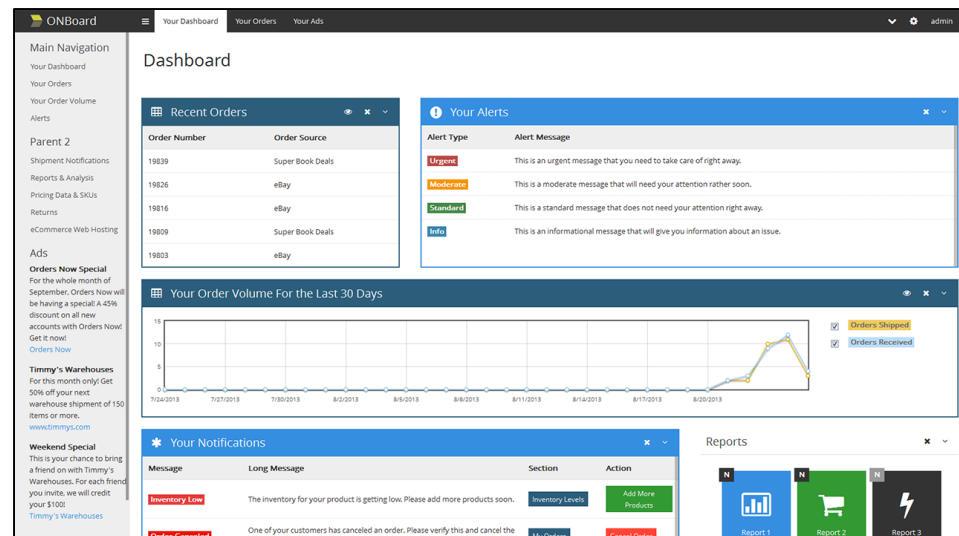 ONBoard
Your Dashboard
Your Orders
Your Ads
admin
Main Navigation
Your Dashboard
Your Orders
Your Order Volume
Alerts
Parent 2
Shipment Notifications
Reports & Analysis
Pricing Data & SKUs
Returns
eCommerce Web Hosting
Ads
Orders Now Special
For the whole month of
September, Orders Now will
be having a special! A 45%
discount on all new
accounts with Orders Now!
Get it now!
Orders Now
Timmy's Warehouses
For this month only! Get
50% off your next
warehouse shipment of 150
items or more.
www.timmys.com
Weekend Special
This is your chance to bring
a friend on with Timmy's
Warehouses. For each friend
you invite, we will credit
your $100!
Timmy's Warehouses
Dashboard
Recent Orders
Order Number Order Source
19839 Super Book Deals
19826 eBay
19816 eBay
19809 Super Book Deals
19803 eBay
Your Alerts
Alert Type Alert Message
Urgent This is an urgent message that you need to take care of right away.
Moderate This is a moderate message that will need your attention rather soon.
Standard This is a standard message that does not need your attention right away.
Info This is an informational message that will give you information about an issue.
Your Order Volume For the Last 30 Days
15
10
5
0
7/24/2013 7/27/2013 7/30/2013 8/2/2013 8/5/2013 8/8/2013 8/11/2013 8/14/2013 8/17/2013 8/20/2013
Orders Shipped
Orders Received
Your Notifications
Message Long Message Section Action
Inventory Low The inventory for your product is getting low. Please add more products soon. Inventory Levels Add More
Products
One of your customers has canceled an order. Please verify this and cancel the
Order Canceled My Orders Cancel Order
Reports
N N N
Report 1 Report 2 Report 3